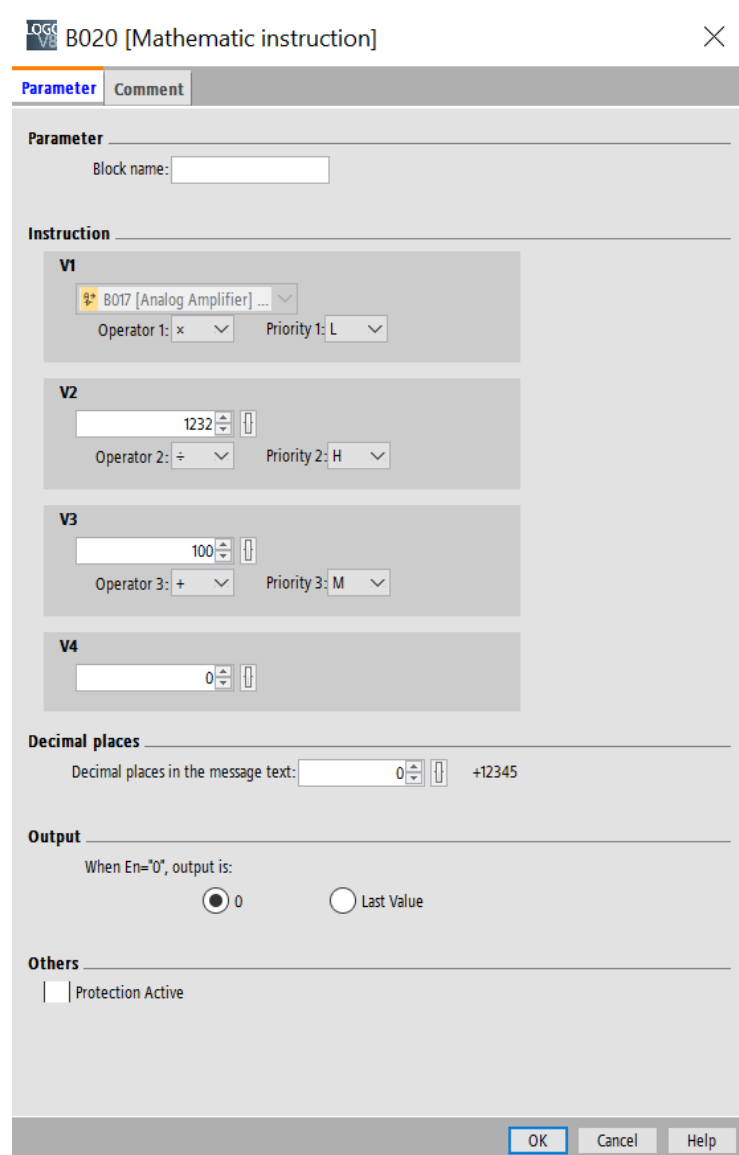 LOGO V8 B020 [Mathematic instruction]
Parameter Comment
Parameter
Block name:
Instruction
V1
B017 [Analog Amplifier] ...
Operator 1: × Priority 1: L
V2
1232
Operator 2: ÷ Priority 2: H
V3
100
Operator 3: + Priority 3: M
V4
0
Decimal places
Decimal places in the message text: 0 +12345
Output
When En="0", output is:
0 Last Value
Others
Protection Active
OK Cancel Help